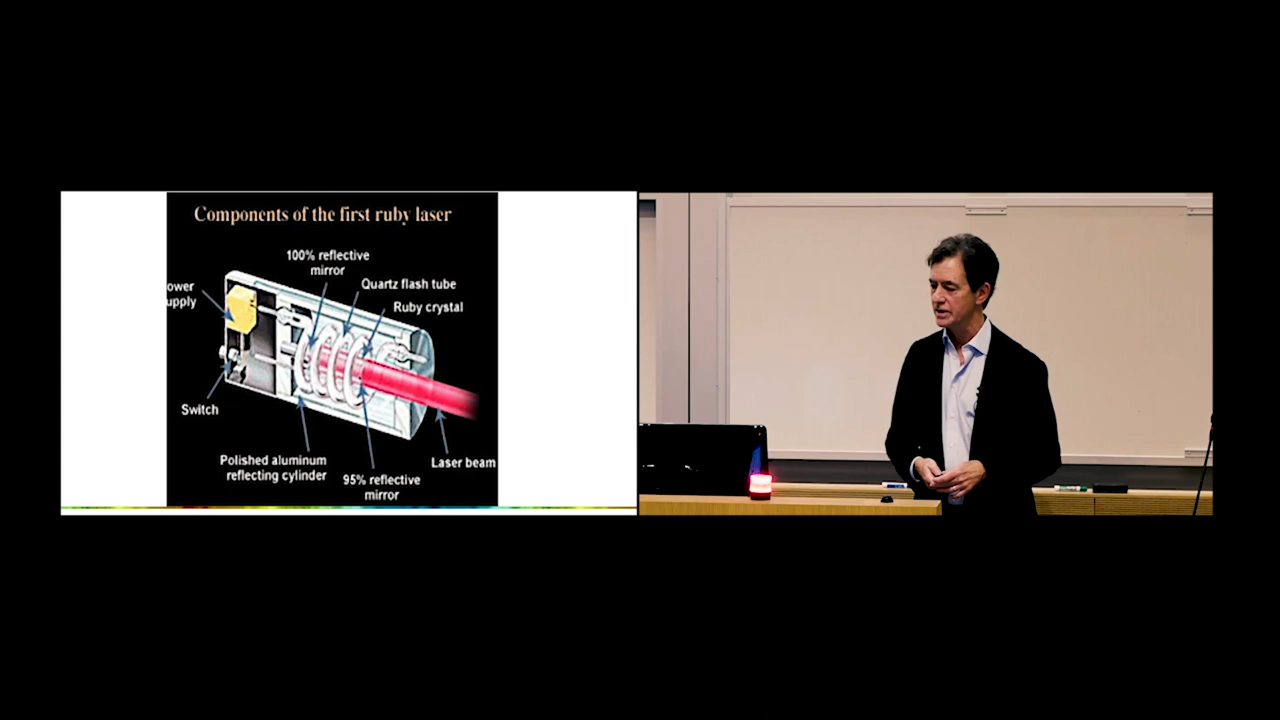 Components of the first ruby laser
100% reflective
mirror
Quartz flash tube
ower
upply
Ruby crystal
Switch
Polished aluminum
reflecting cylinder
Laser beam
95% reflective
mirror